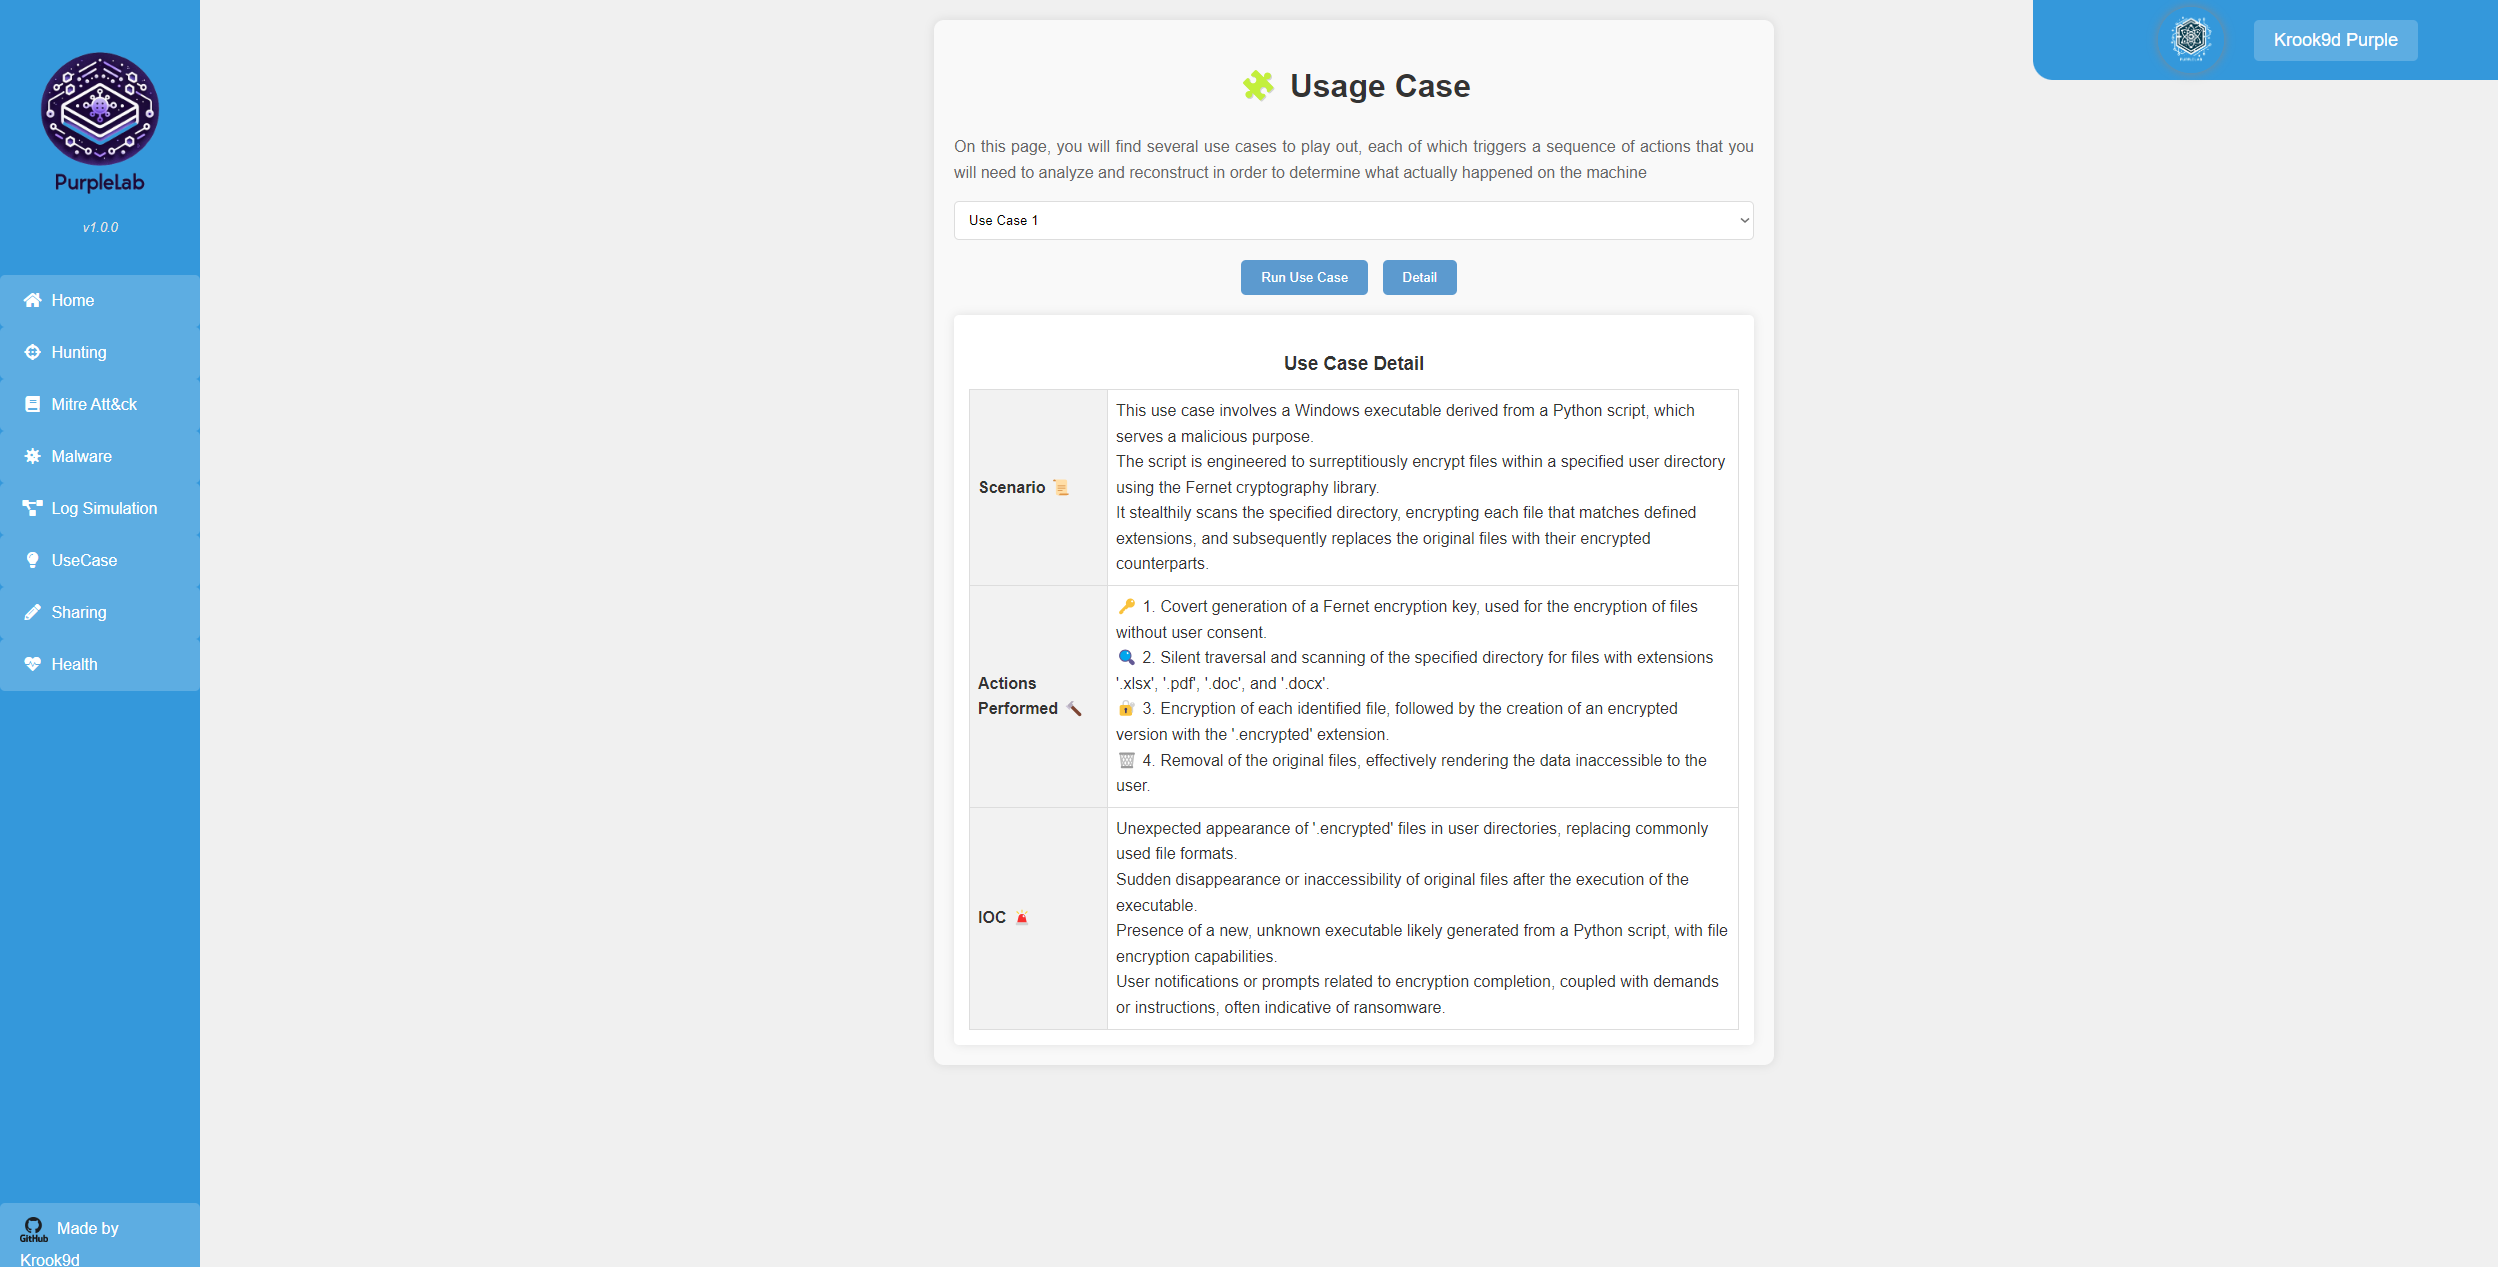 PurpleLab
v1.0.0
Home
Hunting
Mitre Att&ck
Malware
Log Simulation
UseCase
Sharing
Health
GitHub Made by
Krook9d
Krook9d Purple
Usage Case
On this page, you will find several use cases to play out, each of which triggers a sequence of actions that you
will need to analyze and reconstruct in order to determine what actually happened on the machine
Use Case 1
Run Use Case
Detail
Use Case Detail
Scenario
This use case involves a Windows executable derived from a Python script, which
serves a malicious purpose.
The script is engineered to surreptitiously encrypt files within a specified user directory
using the Fernet cryptography library.
It stealthily scans the specified directory, encrypting each file that matches defined
extensions, and subsequently replaces the original files with their encrypted
counterparts.
Actions
Performed
1. Covert generation of a Fernet encryption key, used for the encryption of files
without user consent.
2. Silent traversal and scanning of the specified directory for files with extensions
'.xlsx', '.pdf', '.doc', and '.docx'.
3. Encryption of each identified file, followed by the creation of an encrypted
version with the '.encrypted' extension.
4. Removal of the original files, effectively rendering the data inaccessible to the
user.
IOC
Unexpected appearance of '.encrypted' files in user directories, replacing commonly
used file formats.
Sudden disappearance or inaccessibility of original files after the execution of the
executable.
Presence of a new, unknown executable likely generated from a Python script, with file
encryption capabilities.
User notifications or prompts related to encryption completion, coupled with demands
or instructions, often indicative of ransomware.